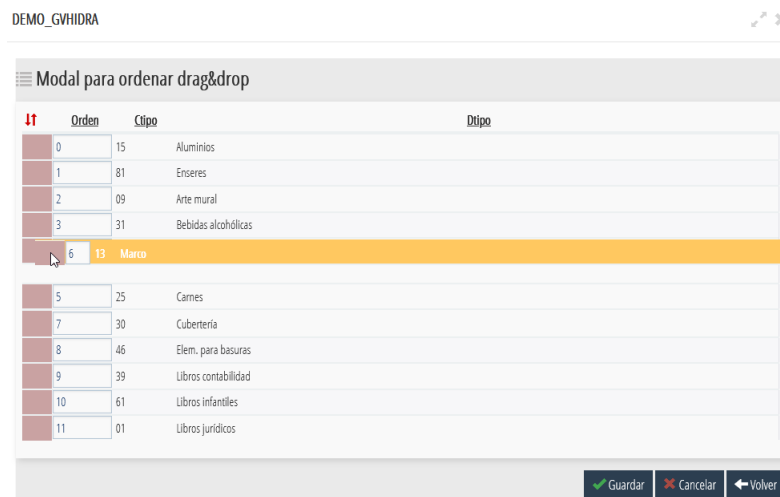 DEMO_GVHIDRA
Modal para ordenar drag&drop
Orden Ctipo Dtipo
0 15 Aluminios
1 81 Enseres
2 09 Arte mural
3 31 Bebidas alcohólicas
6 13 Marco
5 25 Carnes
7 30 Cubertería
8 46 Elem. para basuras
9 39 Libros contabilidad
10 61 Libros infantiles
11 01 Libros jurídicos
Guardar Cancelar Volver